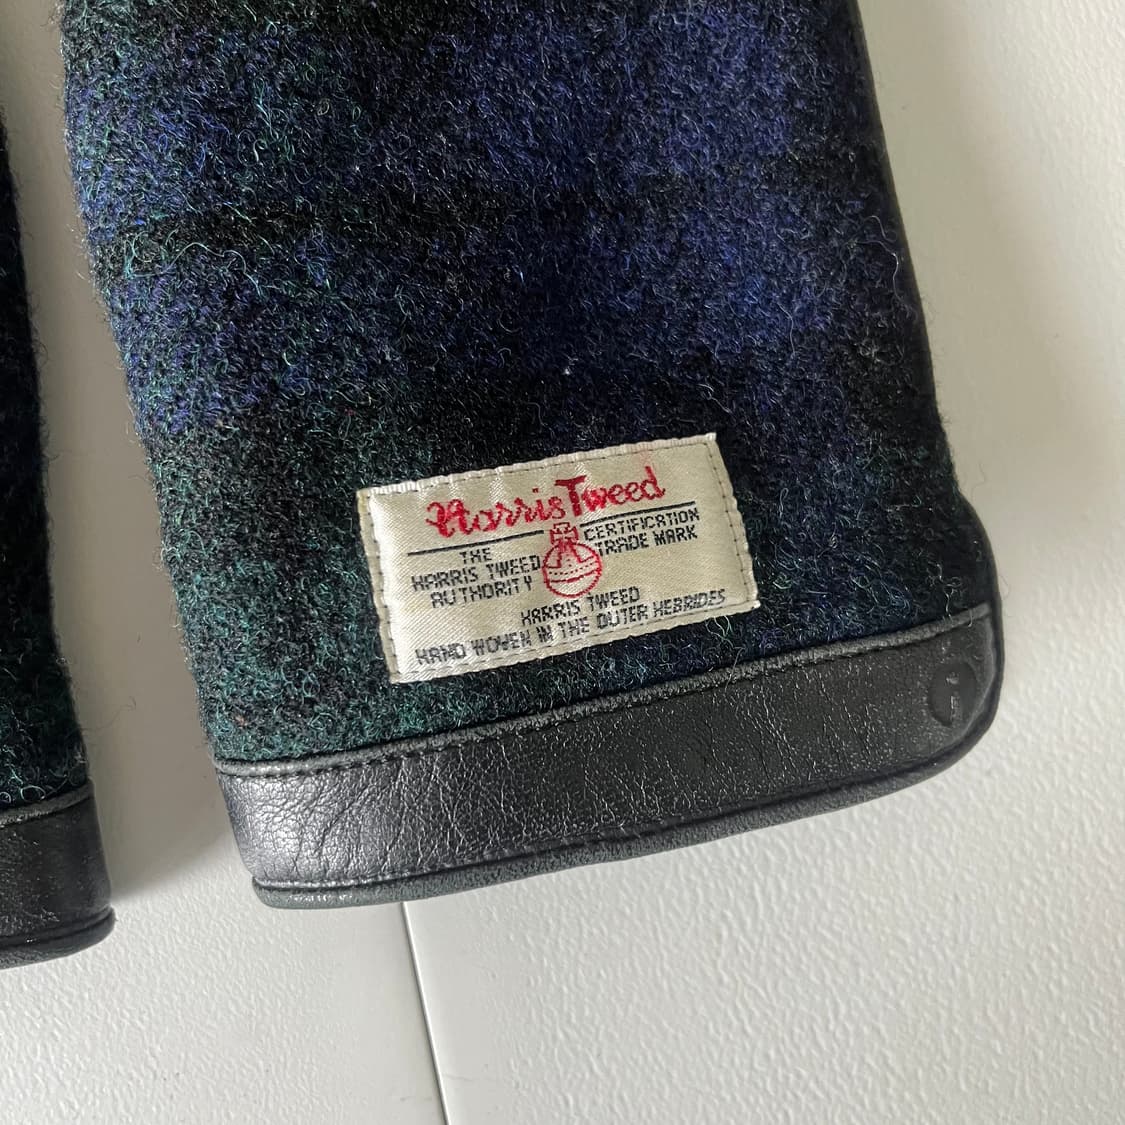 Harris Tweed
THE
HARRIS TWEED
AUTHORITY
CERTIFICATION
TRADE MARK
HARRIS TWEED
HAND WOVEN IN THE OUTER HEBRIDES